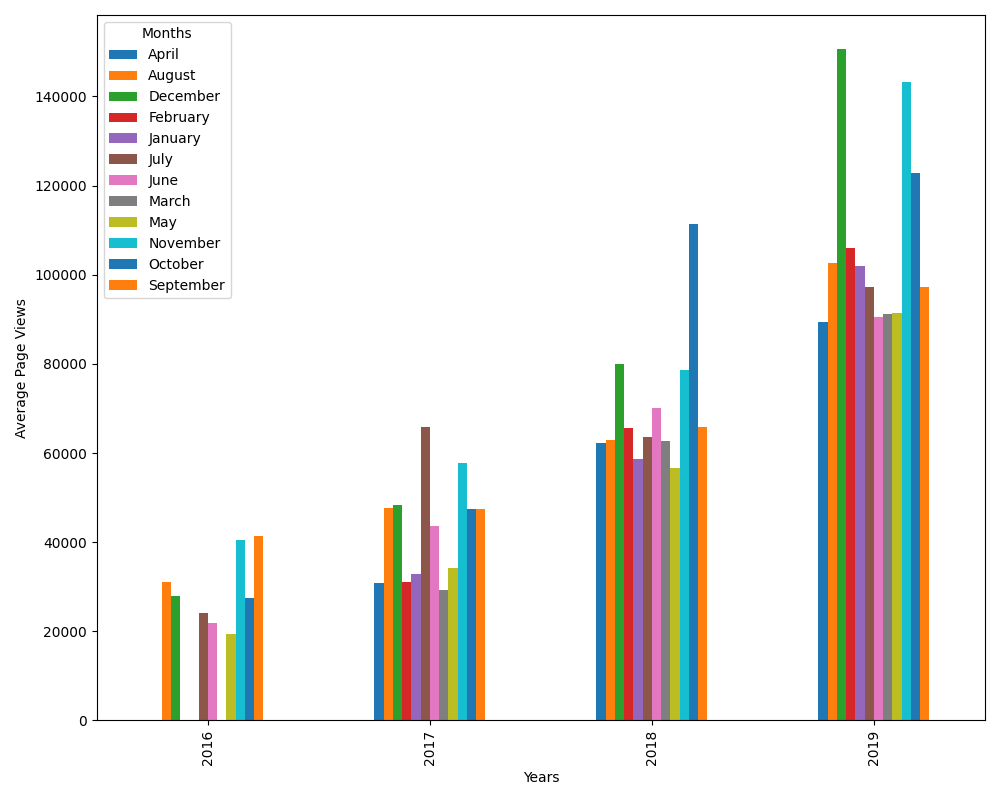 Months
April
August
December
February
January
July
June
March
May
November
October
September
140000
120000
100000
80000
60000
40000
20000
0
Average Page Views
2016
2017
2018
2019
Years